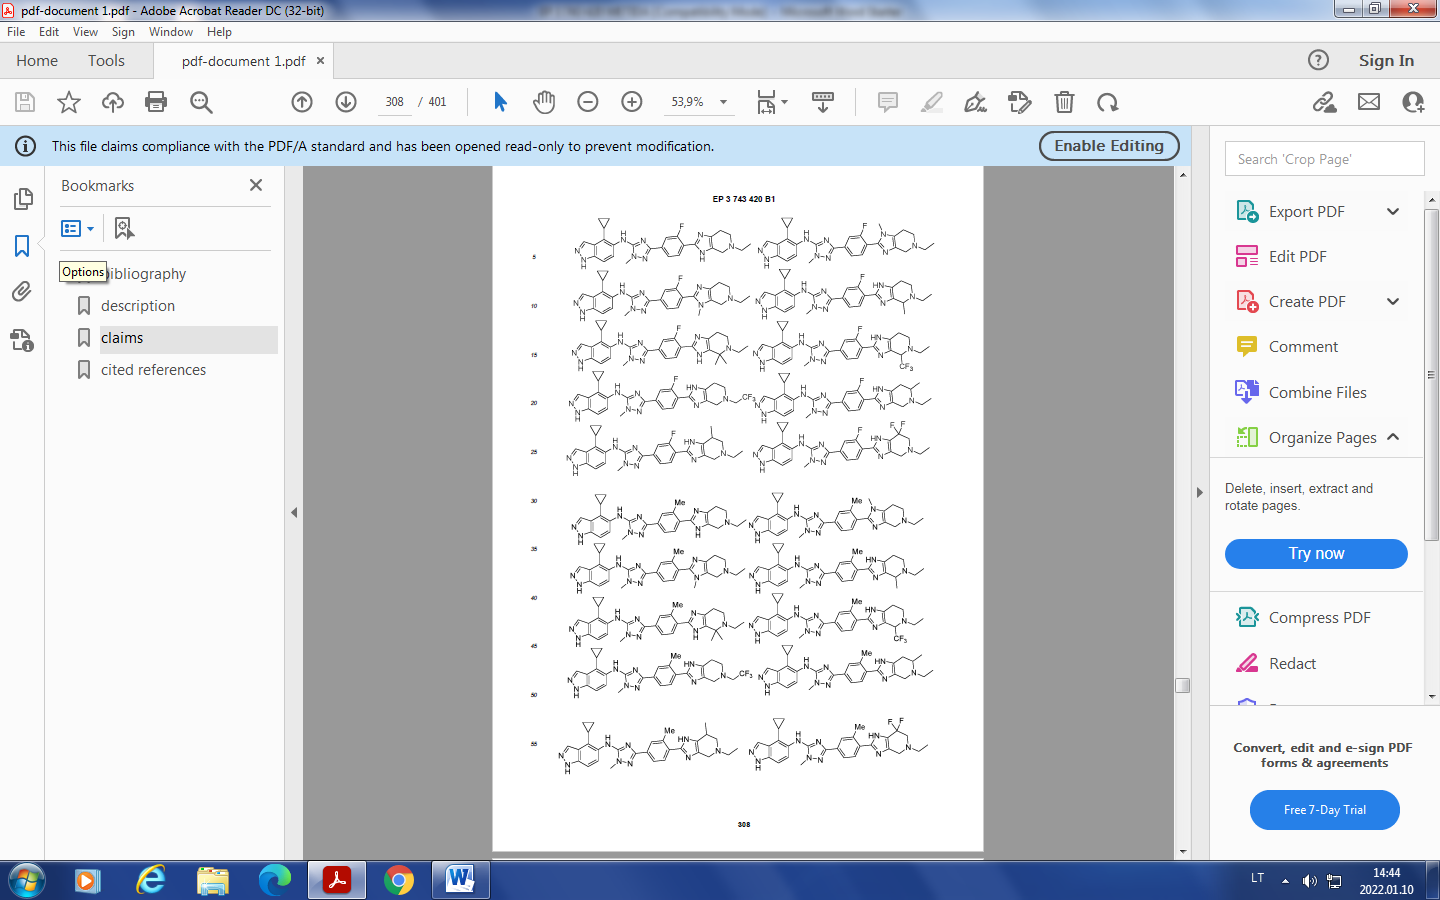 pdf-document 1.pdf - Adobe Acrobat Reader DC (32-bit)
File Edit View Sign Window Help
Home Tools pdf-document 1.pdf × Sign In
308 / 401 53,9%
This file claims compliance with the PDF/A standard and has been opened read-only to prevent modification. Enable Editing
Bookmarks
Options
bibliography
description
claims
cited references
EP 3 743 420 B1
5
10
15
20
25
30
35
40
45
50
55
308
Search 'Crop Page'
Export PDF
Edit PDF
Create PDF
Comment
Combine Files
Organize Pages
Delete, insert, extract and
rotate pages.
Try now
Compress PDF
Redact
Convert, edit and e-sign PDF
forms & agreements
Free 7-Day Trial
LT 14:44
2022.01.10